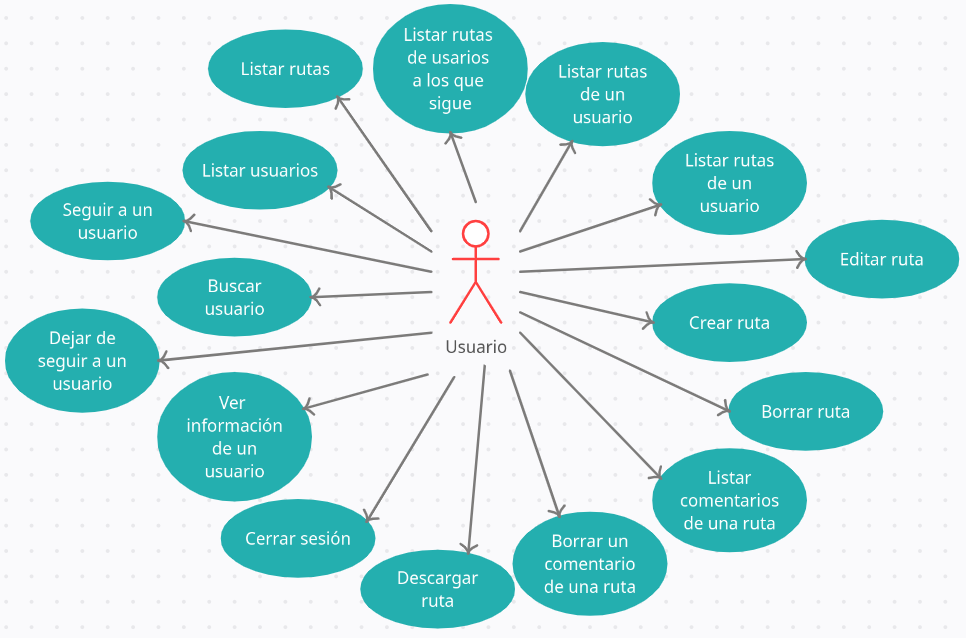 Listar rutas
de usarios
a los que
sigue
Listar rutas
Listar rutas
de un
usuario
Listar usuarios
Listar rutas
de un
usuario
Seguir a un
usuario
Editar ruta
Buscar
usuario
Crear ruta
Usuario
Dejar de
seguir a un
usuario
Ver
información
de un
usuario
Borrar ruta
Listar
comentarios
de una ruta
Cerrar sesión
Borrar un
comentario
de una ruta
Descargar
ruta